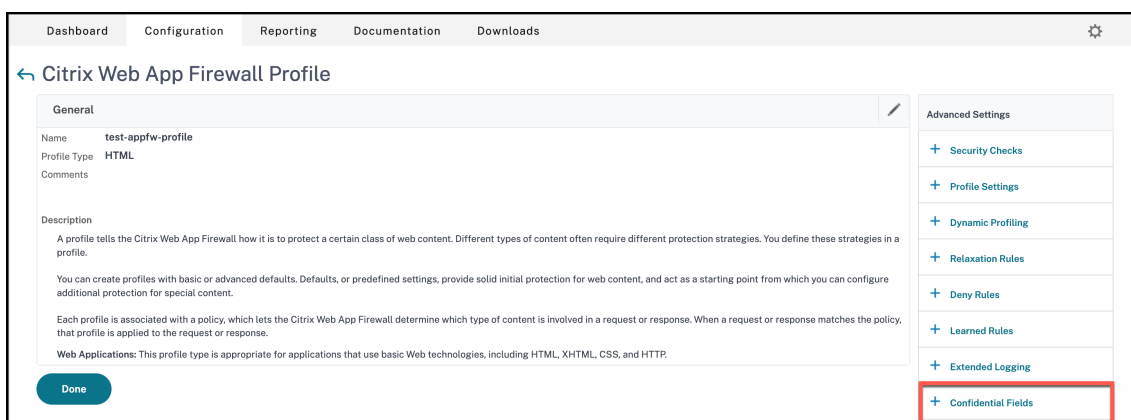 Dashboard Configuration Reporting Documentation Downloads
Citrix Web App Firewall Profile
General
Name test-appfw-profile
Profile Type HTML
Comments
Description
A profile tells the Citrix Web App Firewall how it is to protect a certain class of web content. Different types of content often require different protection strategies. You define these strategies in a
profile.
You can create profiles with basic or advanced defaults. Defaults, or predefined settings, provide solid initial protection for web content, and act as a starting point from which you can configure
additional protection for special content.
Each profile is associated with a policy, which lets the Citrix Web App Firewall determine which type of content is involved in a request or response. When a request or response matches the policy,
that profile is applied to the request or response.
Web Applications: This profile type is appropriate for applications that use basic Web technologies, including HTML, XHTML, CSS, and HTTP.
Done
Advanced Settings
+ Security Checks
+ Profile Settings
+ Dynamic Profiling
+ Relaxation Rules
+ Deny Rules
+ Learned Rules
+ Extended Logging
+ Confidential Fields